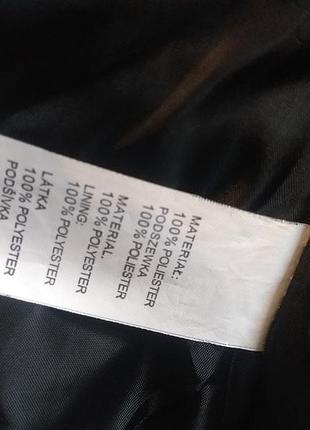 MATERIAŁ:
100% POLIESTER
PODSZEWKA
100% POLIESTER
MATERIAL:
100% POLYESTER
LINING:
100% POLYESTER
LÁTKA
100% POLYESTER
PODŠÍVKA